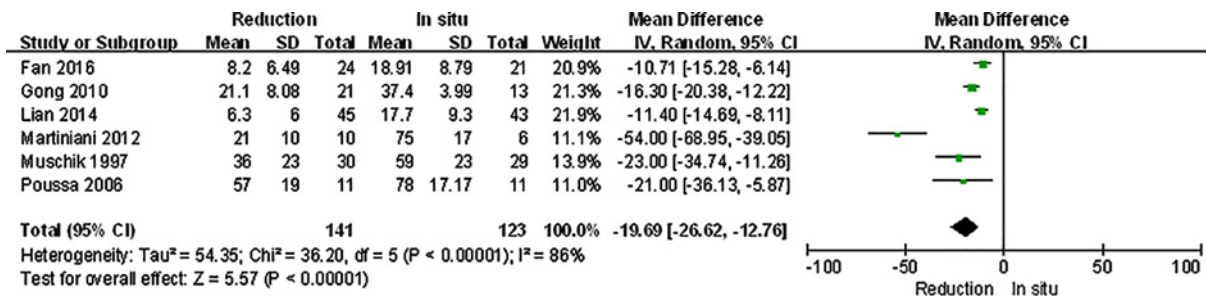 Reduction In situ Mean Difference Mean Difference
Study or Subgroup Mean SD Total Mean SD Total Weight IV, Random, 95% CI IV, Random, 95% CI
Fan 2016 8.2 6.49 24 18.91 8.79 21 20.9% -10.71 [-15.28, -6.14]
Gong 2010 21.1 8.08 21 37.4 3.99 13 21.3% -16.30 [-20.38, -12.22]
Lian 2014 6.3 6 45 17.7 9.3 43 21.9% -11.40 [-14.69, -8.11]
Martiniani 2012 21 10 10 75 17 6 11.1% -54.00 [-68.95, -39.05]
Muschik 1997 36 23 30 59 23 29 13.9% -23.00 [-34.74, -11.26]
Poussa 2006 57 19 11 78 17.17 11 11.0% -21.00 [-36.13, -5.87]
Total (95% CI) 141 123 100.0% -19.69 [-26.62, -12.76]
Heterogeneity: Tau² = 54.35; Chi² = 36.20, df = 5 (P < 0.00001); I² = 86%
Test for overall effect: Z = 5.57 (P < 0.00001)
-100 -50 0 50 100
Reduction In situ